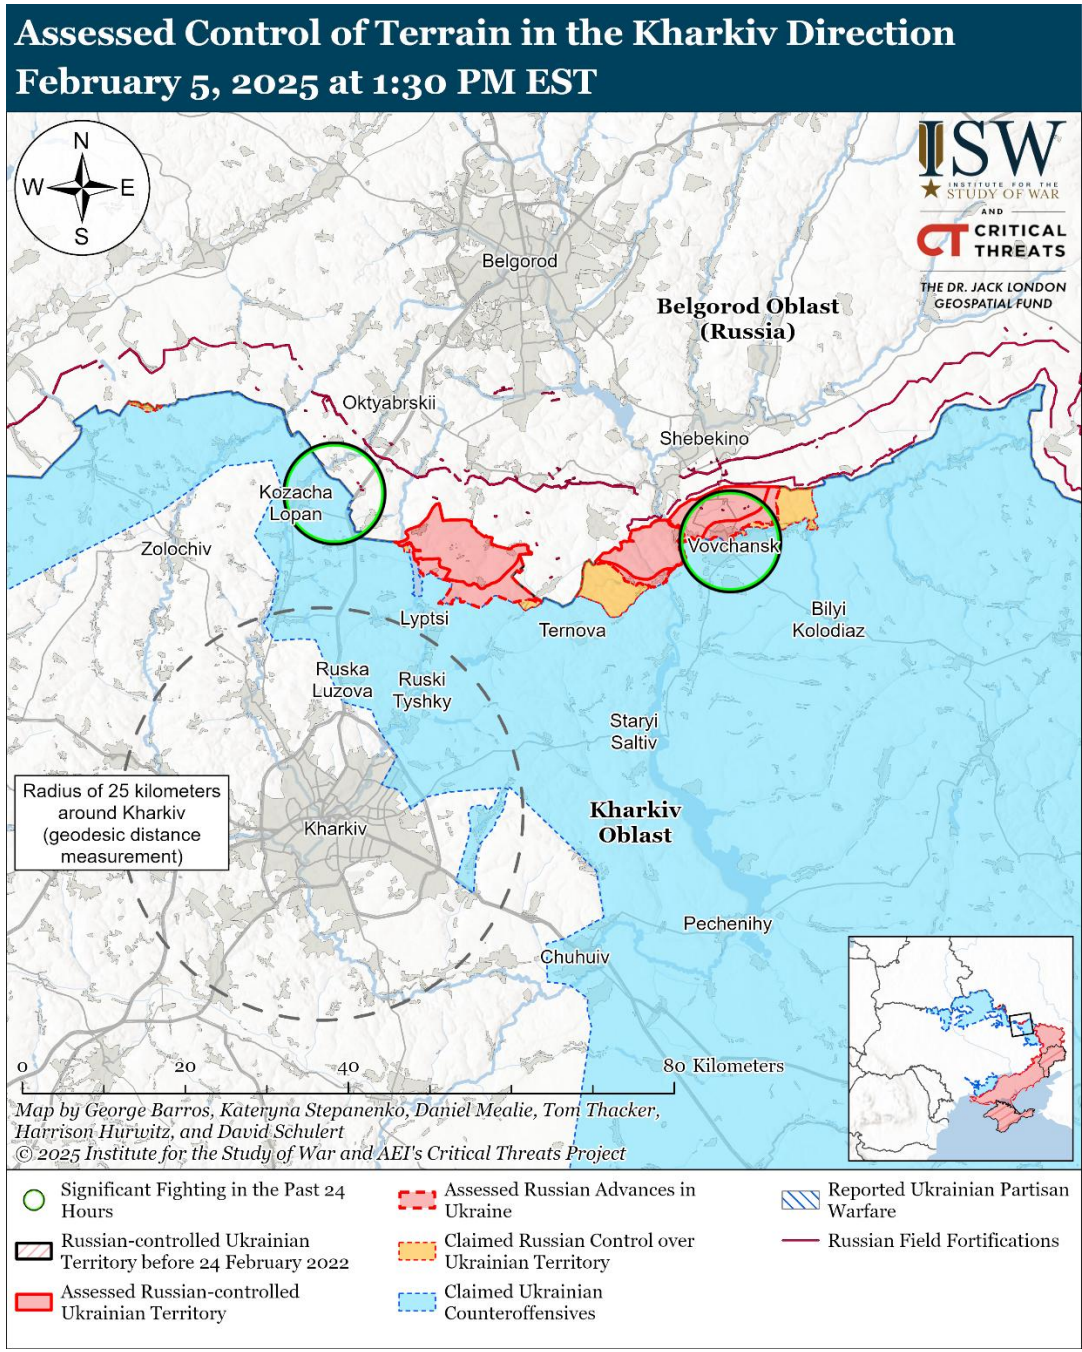 Assessed Control of Terrain in the Kharkiv Direction
February 5, 2025 at 1:30 PM EST
N
W
E
S
ISW
INSTITUTE FOR THE
STUDY OF WAR
AND
CT CRITICAL
THREATS
THE DR. JACK LONDON
GEOSPATIAL FUND
Belgorod
Belgorod Oblast
(Russia)
Oktyabrskii
Shebekino
Kozacha
Lopan
Zolochiv
Vovchansk
Lyptsi
Ternova
Bilyi
Kolodiaz
Ruska
Luzova
Ruski
Tyshky
Staryi
Saltiv
Radius of 25 kilometers
around Kharkiv
(geodesic distance
measurement)
Kharkiv
Kharkiv
Oblast
Pechenihy
Chuhuiv
0
20
40
80 Kilometers
Map by George Barros, Kateryna Stepanenko, Daniel Mealie, Tom Thacker,
Harrison Hurwitz, and David Schulert
© 2025 Institute for the Study of War and AEI's Critical Threats Project
Significant Fighting in the Past 24
Hours
Russian-controlled Ukrainian
Territory before 24 February 2022
Assessed Russian-controlled
Ukrainian Territory
Assessed Russian Advances in
Ukraine
Claimed Russian Control over
Ukrainian Territory
Claimed Ukrainian
Counteroffensives
Reported Ukrainian Partisan
Warfare
Russian Field Fortifications